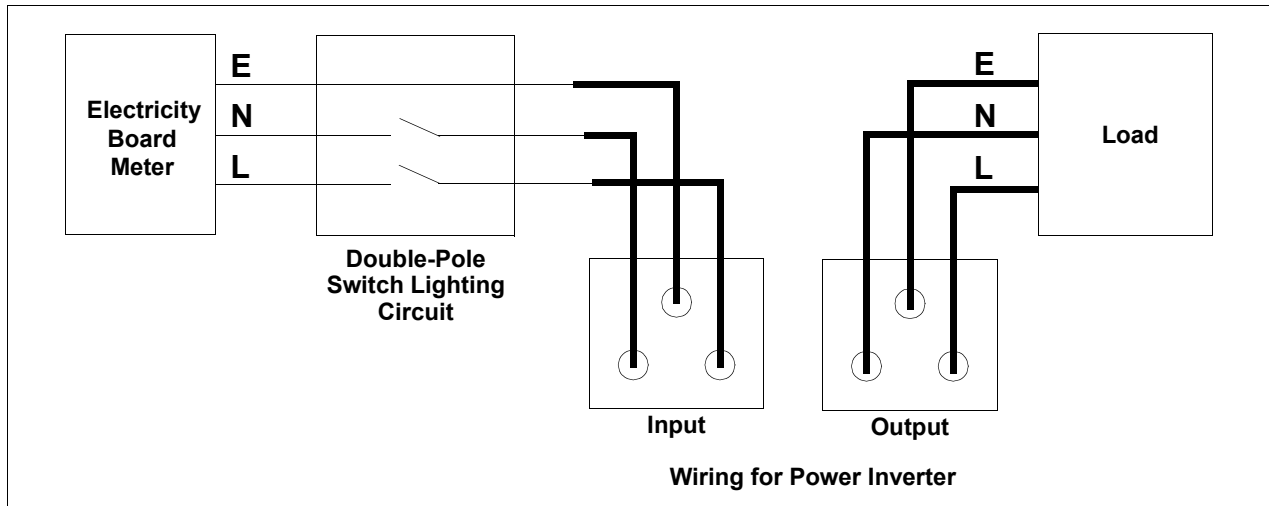 Electricity
Board
Meter
E
N
L
Double-Pole
Switch Lighting
Circuit
Input
E
N
L
Load
Output
Wiring for Power Inverter